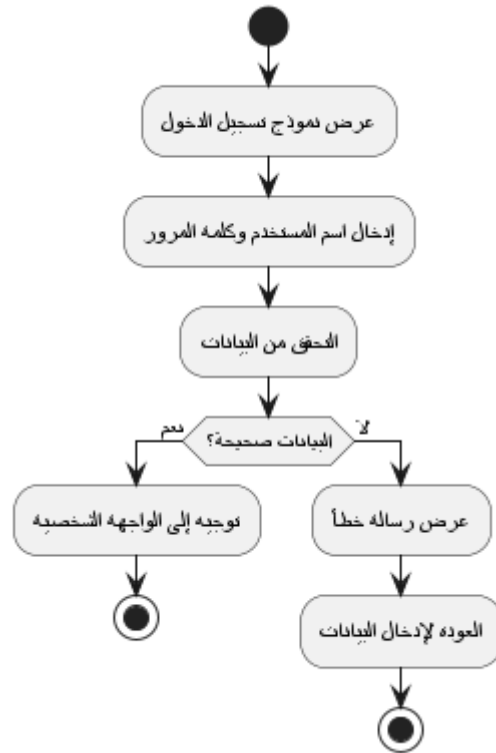 عرض نموذج تسجيل الدخول
إدخال اسم المستخدم وكلمة المرور
التحقق من البيانات
البيانات صحيحة؟
نعم
لا
توجيه إلى الواجهة الشخصية
عرض رسالة خطأ
العودة لإدخال البيانات